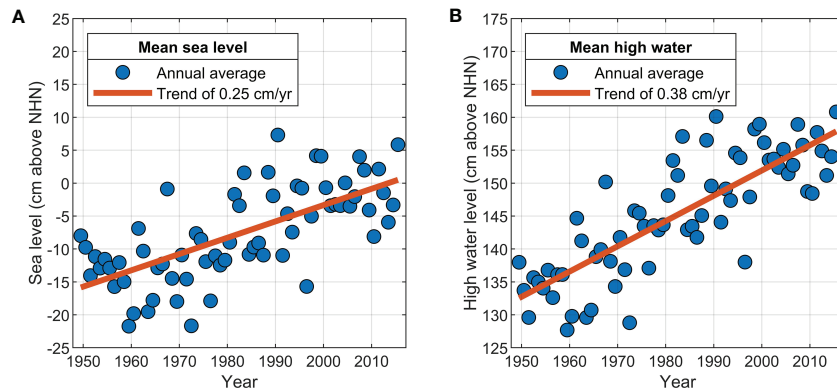 A
Mean sea level
Annual average
Trend of 0.25 cm/yr
Sea level (cm above NHN)
25
20
15
10
5
0
-5
-10
-15
-20
-25
1950 1960 1970 1980 1990 2000 2010
Year
B
Mean high water
Annual average
Trend of 0.38 cm/yr
High water level (cm above NHN)
175
170
165
160
155
150
145
140
135
130
125
1950 1960 1970 1980 1990 2000 2010
Year